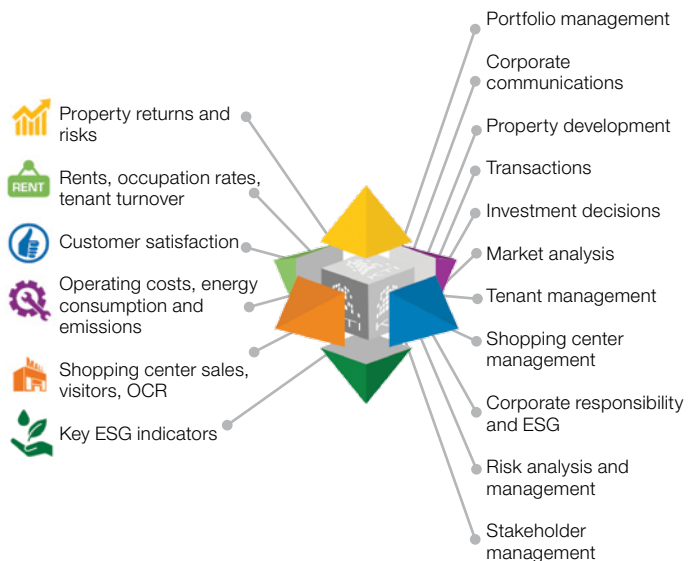 Property returns and
risks
RENT
Rents, occupation rates,
tenant turnover
Customer satisfaction
Operating costs, energy
consumption and
emissions
Shopping center sales,
visitors, OCR
Key ESG indicators
KTI
KTI
Portfolio management
Corporate
communications
Property development
Transactions
Investment decisions
Market analysis
Tenant management
Shopping center
management
Corporate responsibility
and ESG
Risk analysis and
management
Stakeholder
management